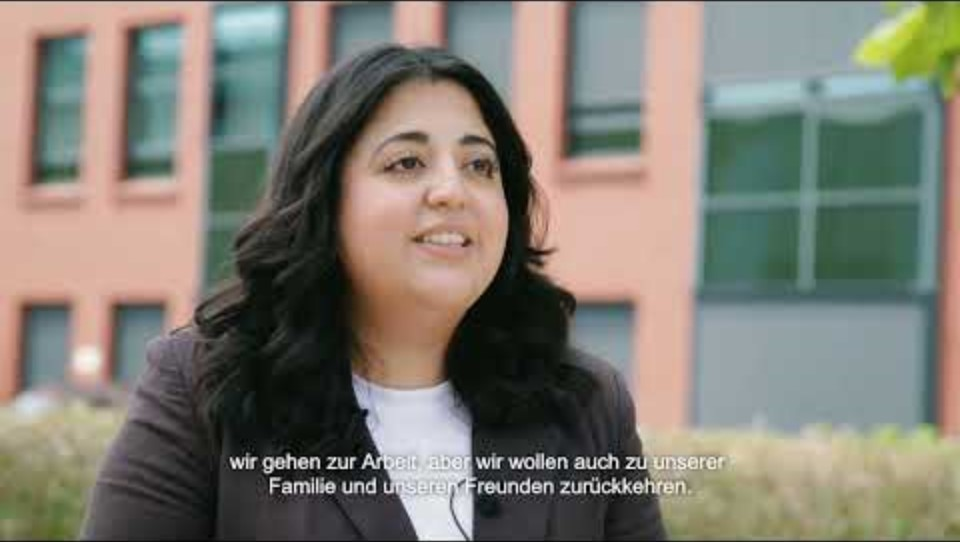 wir gehen zur Arbeit, aber wir wollen auch zu unserer
Familie und unseren Freunden zurückkehren.